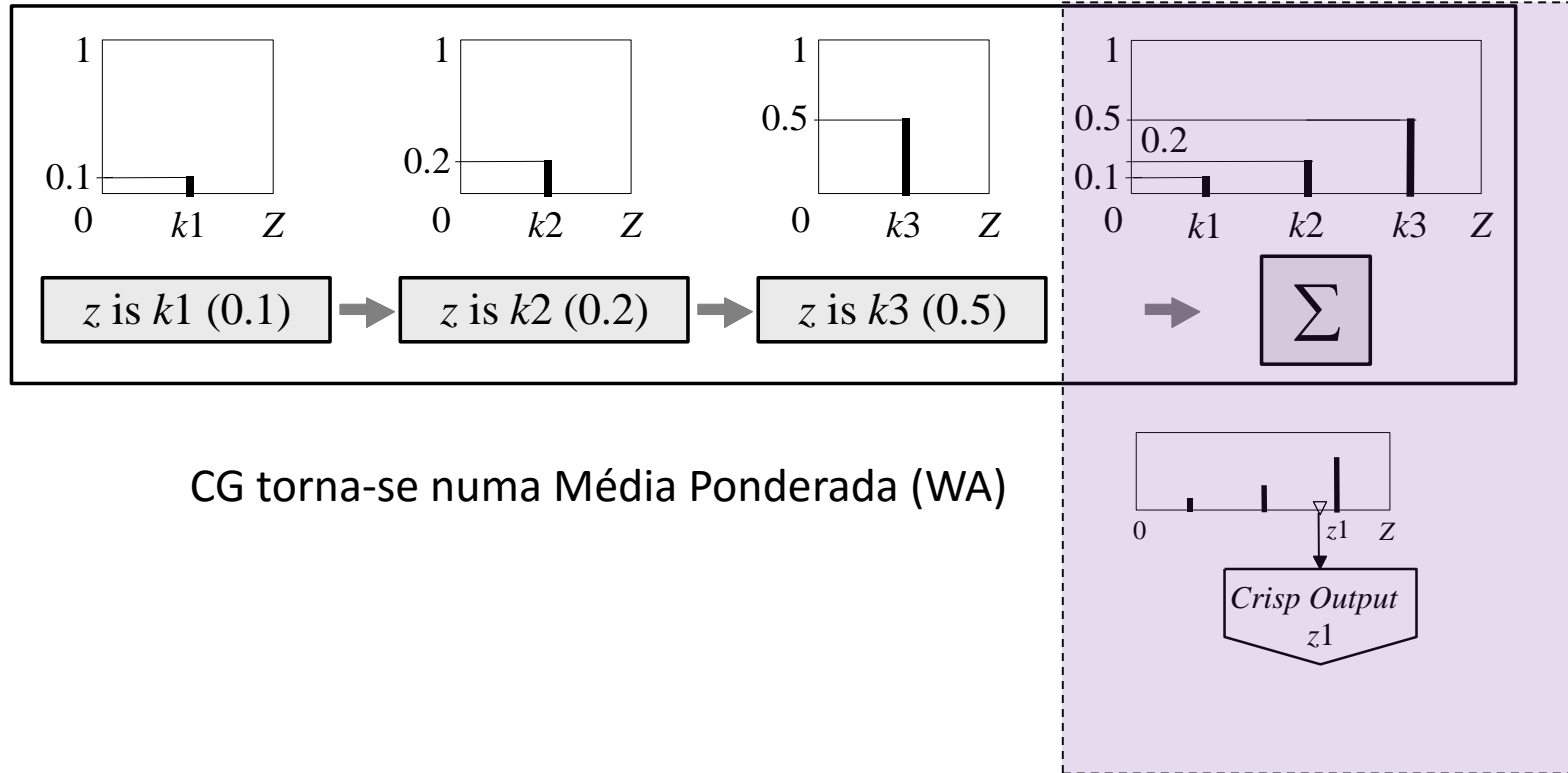 1
0.1
0
k1
Z
z is k1 (0.1)
1
0.2
0
k2
Z
z is k2 (0.2)
1
0.5
0
k3
Z
z is k3 (0.5)
1
0.5
0.2
0.1
0
k1
k2
k3
Z
∑
CG torna-se numa Média Ponderada (WA)
0
z1
Z
Crisp Output
z1